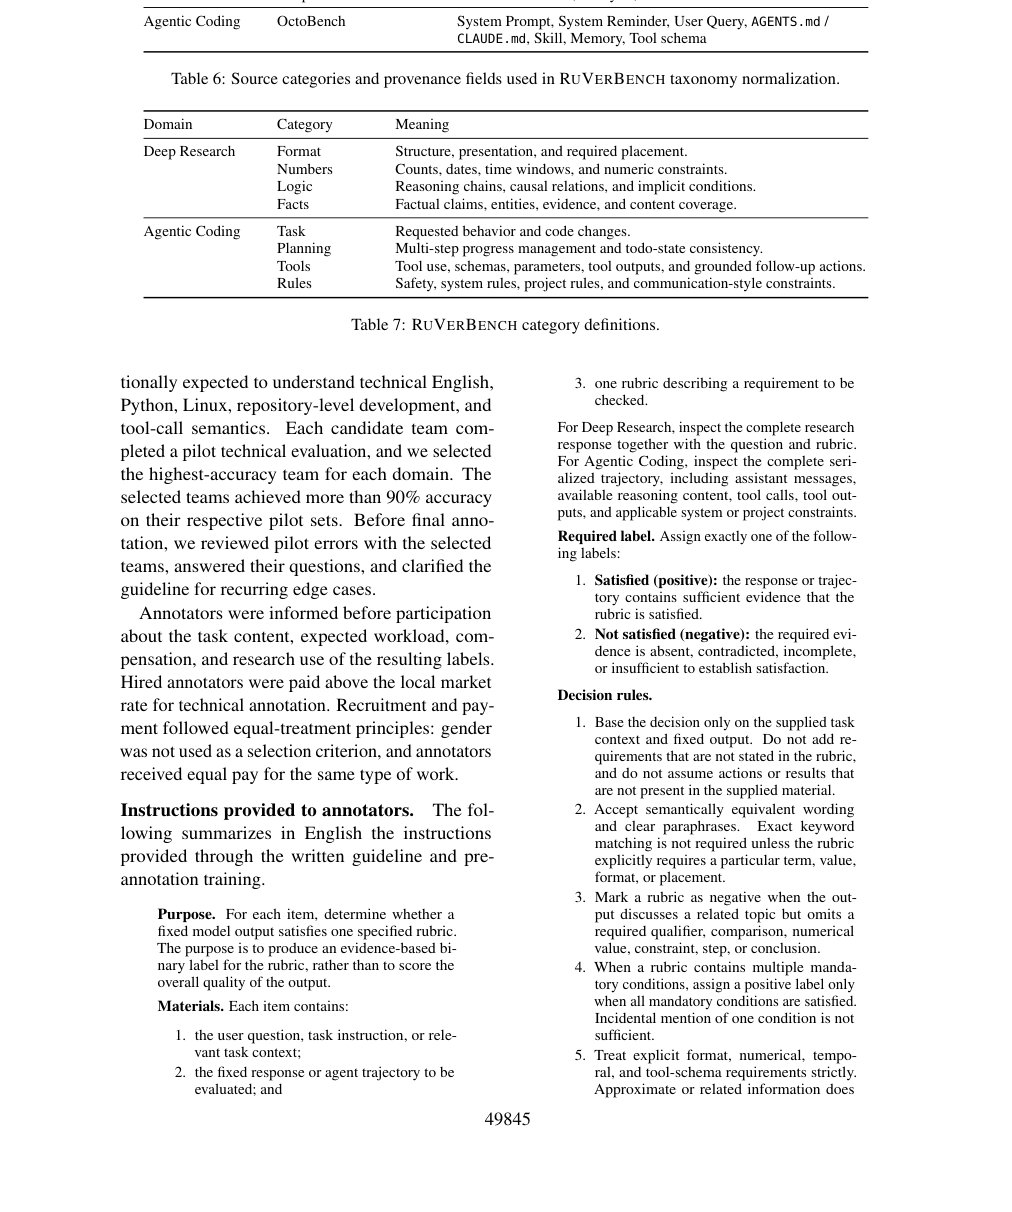 Agentic Coding OctoBench System Prompt, System Reminder, User Query, AGENTS.md /
CLAUDE.md, Skill, Memory, Tool schema
Table 6: Source categories and provenance fields used in RUVERBENCH taxonomy normalization.
Domain Category Meaning
Deep Research Format Structure, presentation, and required placement.
Numbers Counts, dates, time windows, and numeric constraints.
Logic Reasoning chains, causal relations, and implicit conditions.
Facts Factual claims, entities, evidence, and content coverage.
Agentic Coding Task Requested behavior and code changes.
Planning Multi-step progress management and todo-state consistency.
Tools Tool use, schemas, parameters, tool outputs, and grounded follow-up actions.
Rules Safety, system rules, project rules, and communication-style constraints.
Table 7: RUVERBENCH category definitions.
tionally expected to understand technical English,
Python, Linux, repository-level development, and
tool-call semantics. Each candidate team com-
pleted a pilot technical evaluation, and we selected
the highest-accuracy team for each domain. The
selected teams achieved more than 90% accuracy
on their respective pilot sets. Before final anno-
tation, we reviewed pilot errors with the selected
teams, answered their questions, and clarified the
guideline for recurring edge cases.
Annotators were informed before participation
about the task content, expected workload, com-
pensation, and research use of the resulting labels.
Hired annotators were paid above the local market
rate for technical annotation. Recruitment and pay-
ment followed equal-treatment principles: gender
was not used as a selection criterion, and annotators
received equal pay for the same type of work.
Instructions provided to annotators. The fol-
lowing summarizes in English the instructions
provided through the written guideline and pre-
annotation training.
Purpose. For each item, determine whether a
fixed model output satisfies one specified rubric.
The purpose is to produce an evidence-based bi-
nary label for the rubric, rather than to score the
overall quality of the output.
Materials. Each item contains:
1. the user question, task instruction, or rele-
vant task context;
2. the fixed response or agent trajectory to be
evaluated; and
3. one rubric describing a requirement to be
checked.
For Deep Research, inspect the complete research
response together with the question and rubric.
For Agentic Coding, inspect the complete seri-
alized trajectory, including assistant messages,
available reasoning content, tool calls, tool out-
puts, and applicable system or project constraints.
Required label. Assign exactly one of the follow-
ing labels:
1. Satisfied (positive): the response or trajec-
tory contains sufficient evidence that the
rubric is satisfied.
2. Not satisfied (negative): the required evi-
dence is absent, contradicted, incomplete,
or insufficient to establish satisfaction.
Decision rules.
1. Base the decision only on the supplied task
context and fixed output. Do not add re-
quirements that are not stated in the rubric,
and do not assume actions or results that
are not present in the supplied material.
2. Accept semantically equivalent wording
and clear paraphrases. Exact keyword
matching is not required unless the rubric
explicitly requires a particular term, value,
format, or placement.
3. Mark a rubric as negative when the out-
put discusses a related topic but omits a
required qualifier, comparison, numerical
value, constraint, step, or conclusion.
4. When a rubric contains multiple manda-
tory conditions, assign a positive label only
when all mandatory conditions are satisfied.
Incidental mention of one condition is not
sufficient.
5. Treat explicit format, numerical, tempo-
ral, and tool-schema requirements strictly.
Approximate or related information does
49845